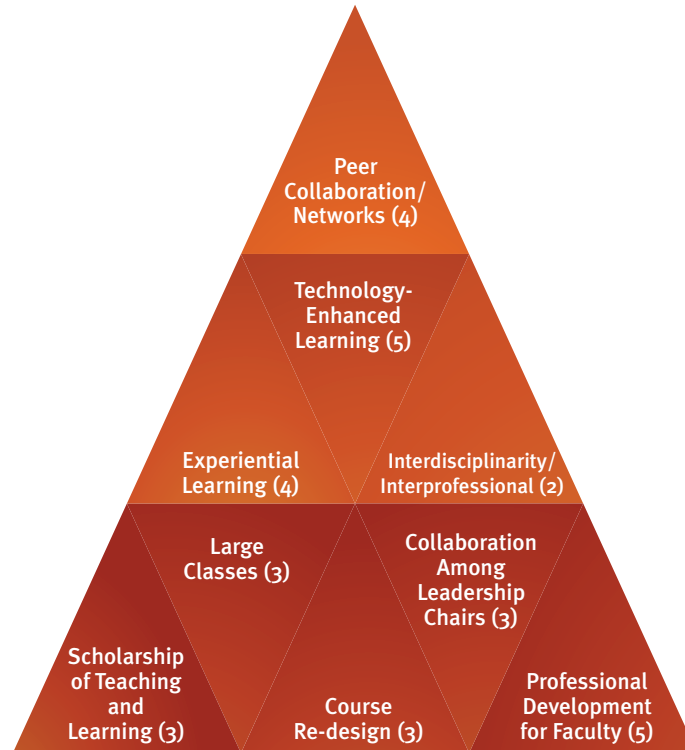 Peer
Collaboration/
Networks (4)
Technology-
Enhanced
Learning (5)
Experiential
Learning (4)
Interdisciplinarity/
Interprofessional (2)
Large
Classes (3)
Collaboration
Among
Leadership
Chairs (3)
Scholarship
of Teaching
and
Learning (3)
Course
Re-design (3)
Professional
Development
for Faculty (5)